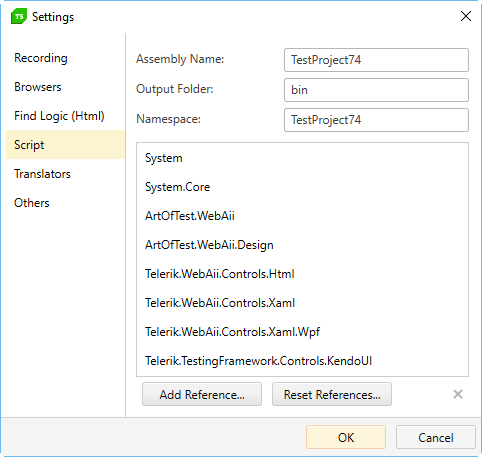 TS Settings
Recording
Browsers
Find Logic (Html)
Script
Translators
Others
Assembly Name: TestProject74
Output Folder: bin
Namespace: TestProject74
System
System.Core
ArtOfTest.WebAii
ArtOfTest.WebAii.Design
Telerik.WebAii.Controls.Html
Telerik.WebAii.Controls.Xaml
Telerik.WebAii.Controls.Xaml.Wpf
Telerik.TestingFramework.Controls.KendoUI
Add Reference... Reset References...
OK Cancel